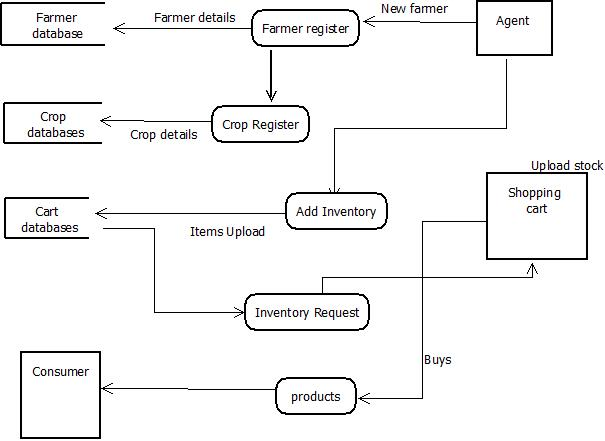 Farmer
database
Farmer details
Farmer register
New farmer
Agent
Crop
databases
Crop details
Crop Register
Upload stock
Shopping
cart
Cart
databases
Items Upload
Add Inventory
Inventory Request
Buys
Consumer
products